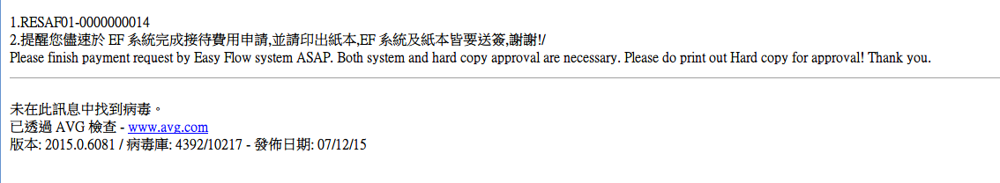 1.RESAF01-0000000014
2.提醒您儘速於 EF 系統完成接待費用申請,並請印出紙本,EF 系統及紙本皆要送簽,謝謝!/
Please finish payment request by Easy Flow system ASAP. Both system and hard copy approval are necessary. Please do print out Hard copy for approval! Thank you.
未在此訊息中找到病毒。
已透過 AVG 檢查 - www.avg.com
版本: 2015.0.6081 / 病毒庫: 4392/10217 - 發佈日期: 07/12/15